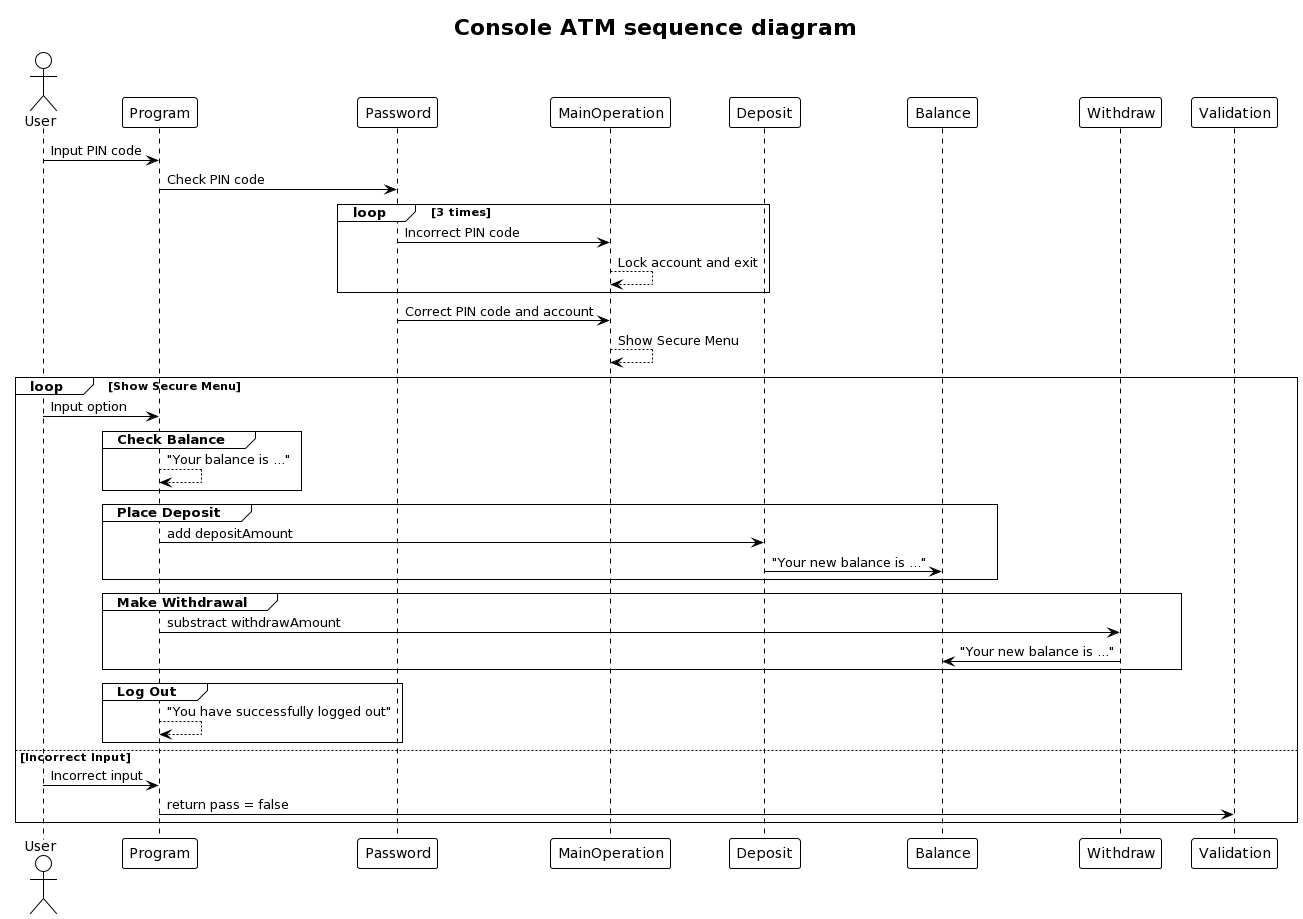 Console ATM sequence diagram
User
Program
Password
MainOperation
Deposit
Balance
Withdraw
Validation
Input PIN code
Check PIN code
loop [3 times]
Incorrect PIN code
Lock account and exit
Correct PIN code and account
Show Secure Menu
loop [Show Secure Menu]
Input option
Check Balance
"Your balance is ..."
Place Deposit
add depositAmount
"Your new balance is ..."
Make Withdrawal
substract withdrawAmount
"Your new balance is ..."
Log Out
"You have successfully logged out"
[Incorrect Input]
Incorrect input
return pass = false
User
Program
Password
MainOperation
Deposit
Balance
Withdraw
Validation